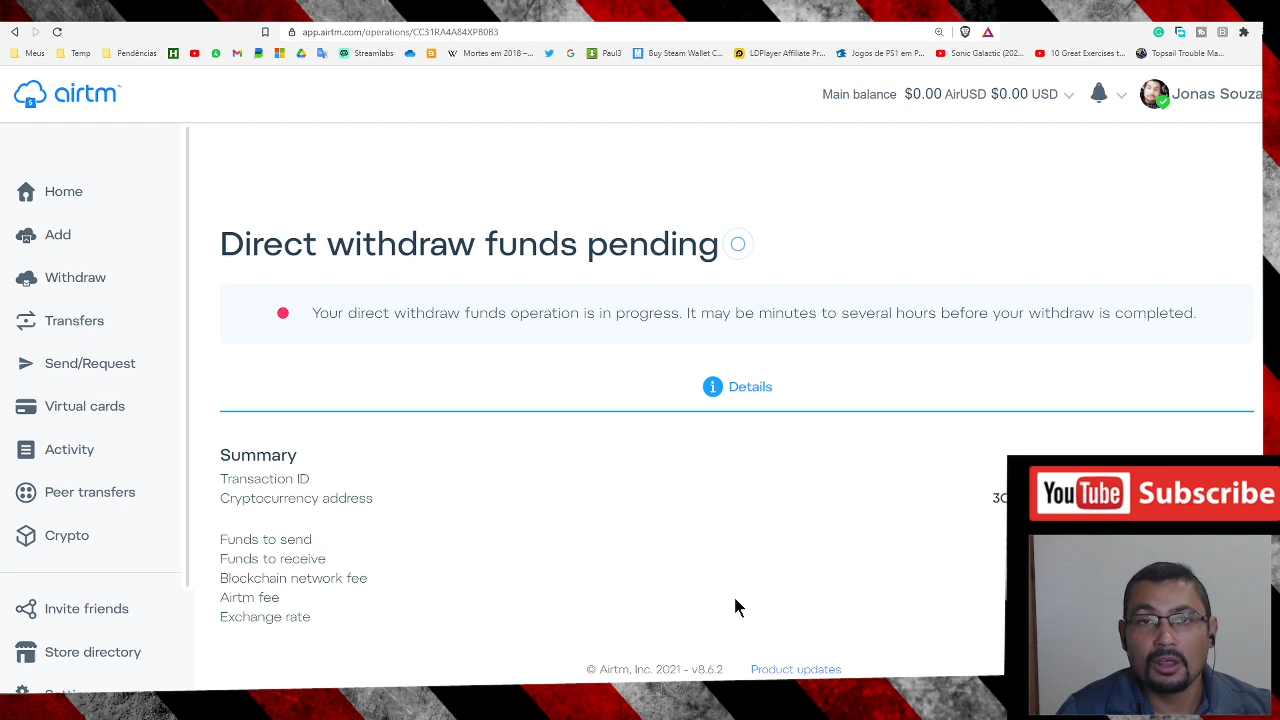 app.airtm.com/operations/CC31RA4A84XPB0B3
Meus Temp Pendências Streamlabs Paul3 Buy Steam Wallet C... LDPlayer Affiliate Pr... Jogos de PS1 em P... Sonic Galactic (202... 10 Great Exercises t... Topsail Trouble Ma...
Mortes em 2018 –...
airtm
Main balance $0.00 AirUSD $0.00 USD
Jonas Souza
Home
Add
Withdraw
Transfers
Send/Request
Virtual cards
Activity
Peer transfers
Crypto
Invite friends
Store directory
Direct withdraw funds pending
Your direct withdraw funds operation is in progress. It may be minutes to several hours before your withdraw is completed.
Details
Summary
Transaction ID
Cryptocurrency address
Funds to send
Funds to receive
Blockchain network fee
Airtm fee
Exchange rate
© Airtm, Inc. 2021 - v8.6.2 Product updates
YouTube Subscribe